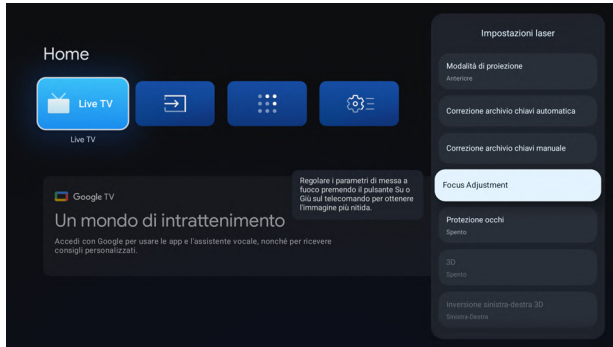 Home
Live TV
Live TV
Google TV
Un mondo di intrattenimento
Accedi con Google per usare le app e l'assistente vocale, nonché per ricevere
consigli personalizzati.
Regolare i parametri di messa a
fuoco premendo il pulsante Su o
Giù sul telecomando per ottenere
l'immagine più nitida.
Impostazioni laser
Modalità di proiezione
Anteriore
Correzione archivio chiavi automatica
Correzione archivio chiavi manuale
Focus Adjustment
Protezione occhi
Spento
3D
Spento
Inversione sinistra-destra 3D
Sinistra-Destra